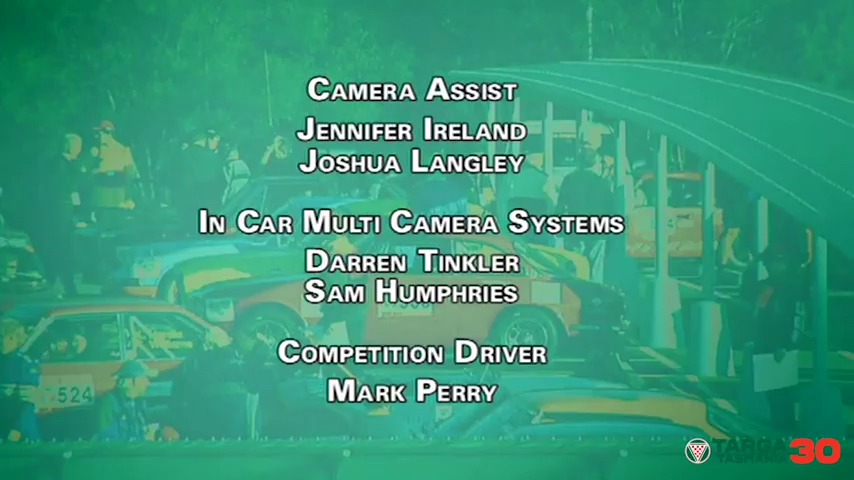 Camera Assist
Jennifer Ireland
Joshua Langley
In Car Multi Camera Systems
Darren Tinkler
Sam Humphries
Competition Driver
Mark Perry
524
TARGA
TASMANIA
30